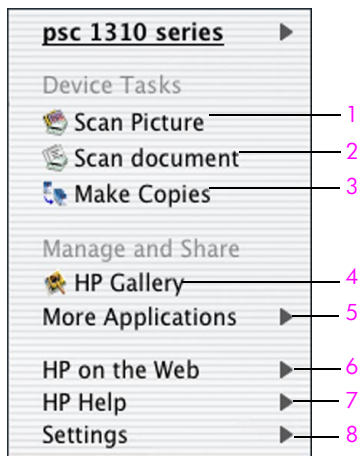 psc 1310 series
Device Tasks
Scan Picture 1
Scan document 2
Make Copies 3
Manage and Share
HP Gallery 4
More Applications 5
HP on the Web 6
HP Help 7
Settings 8